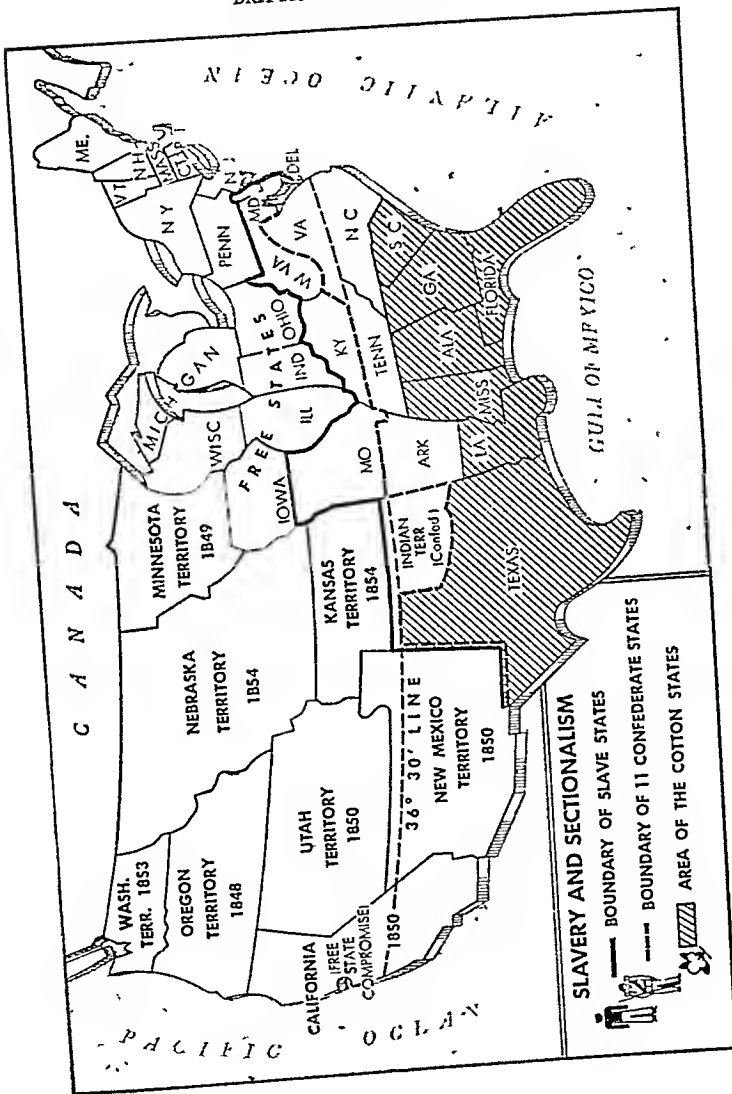 C A N A D A
WASH.
TERR. 1853
OREGON
TERRITORY
1848
CALIFORNIA
(FREE
STATE
COMPROMISE)
1850
UTAH
TERRITORY
1850
NEBRASKA
TERRITORY
1854
MINNESOTA
TERRITORY
1849
KANSAS
TERRITORY
1854
36° 30' LINE
NEW MEXICO
TERRITORY
1850
INDIAN
TERR
(Confed)
TEXAS
FREE STATES
MICHIGAN
WISC
IOWA
ILL
IND
OHIO
MO
ARK
LA
MISS
ALA
GA
FLORIDA
S C
N C
TENN
KY
W VA
VA
MD
DEL
PENN
N J
N Y
CT
R I
MASS
VT
N H
ME.
ATLANTIC OCEAN
PACIFIC OCEAN
GULF OF MEXICO
SLAVERY AND SECTIONALISM
BOUNDARY OF SLAVE STATES
BOUNDARY OF 11 CONFEDERATE STATES
AREA OF THE COTTON STATES